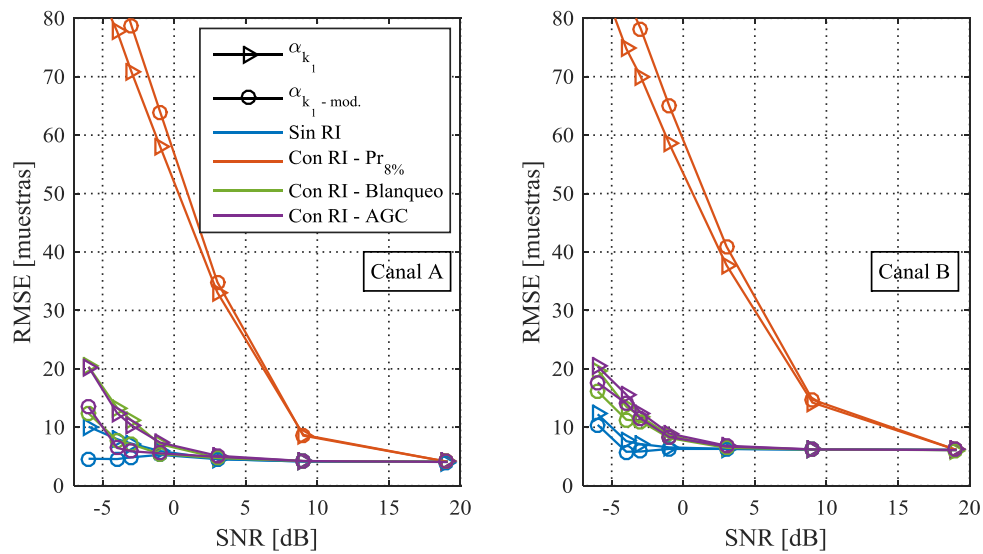 80
70
60
50
40
30
20
10
0
RMSE [muestras]
-5 0 5 10 15 20
SNR [dB]
αk1
αk1 - mod.
Sin RI
Con RI - Pr8%
Con RI - Blanqueo
Con RI - AGC
Canal A
80
70
60
50
40
30
20
10
0
RMSE [muestras]
-5 0 5 10 15 20
SNR [dB]
Canal B